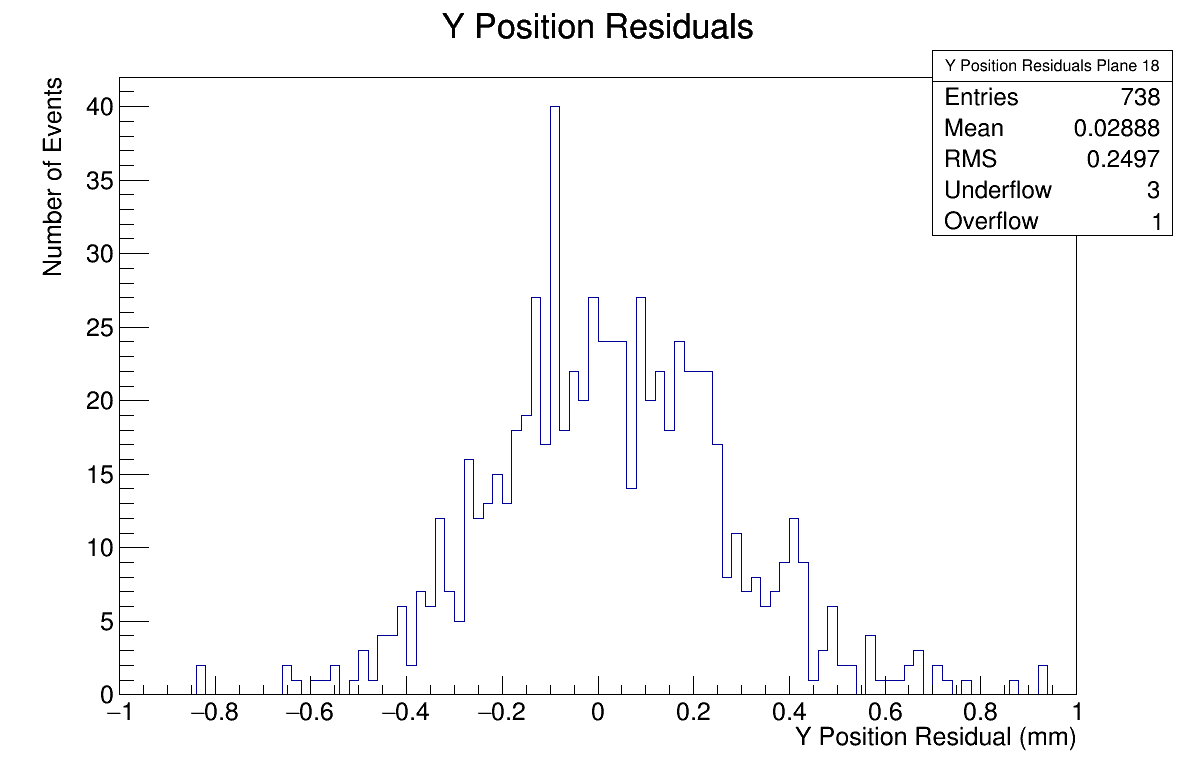 Y Position Residuals
Y Position Residuals Plane 18
Entries 738
Mean 0.02888
RMS 0.2497
Underflow 3
Overflow 1
Number of Events
40
35
30
25
20
15
10
5
0
−1 −0.8 −0.6 −0.4 −0.2 0 0.2 0.4 0.6 0.8 1
Y Position Residual (mm)